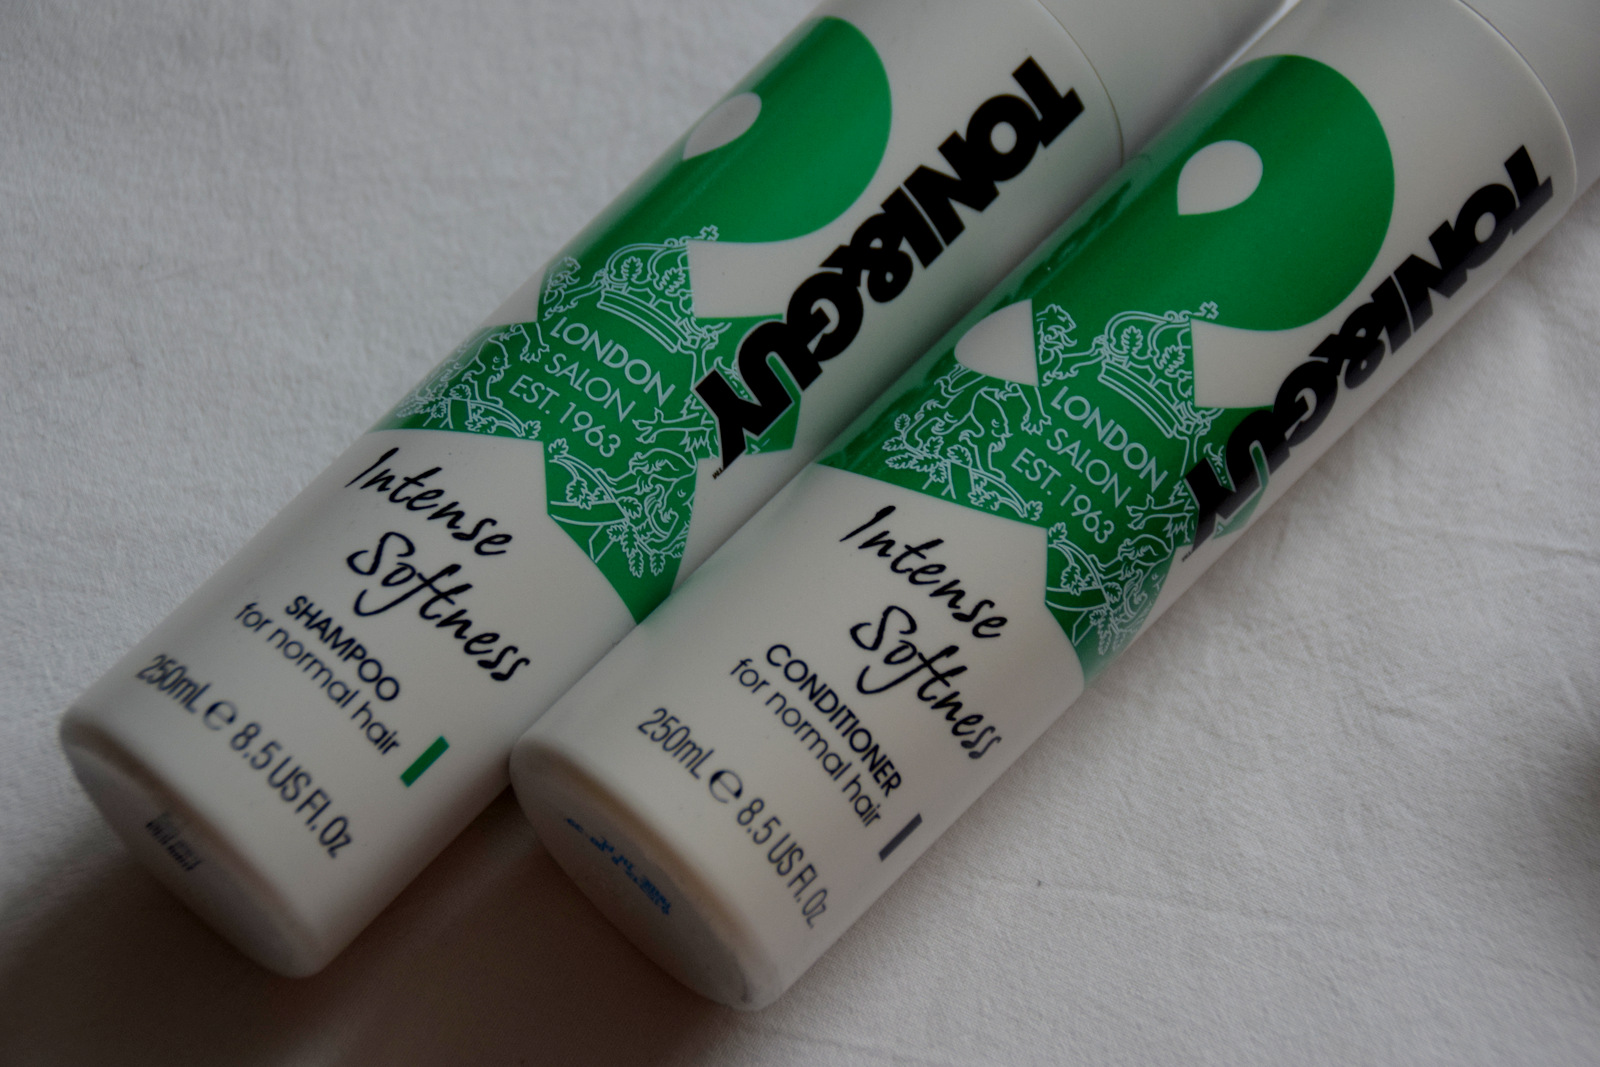 TONI&GUY
LONDON
SALON
EST. 1963
Intense
Softness
SHAMPOO
for normal hair
250mL ℮ 8.5 US Fl. Oz
TONI&GUY
LONDON
SALON
EST. 1963
Intense
Softness
CONDITIONER
for normal hair
250mL ℮ 8.5 US Fl. Oz